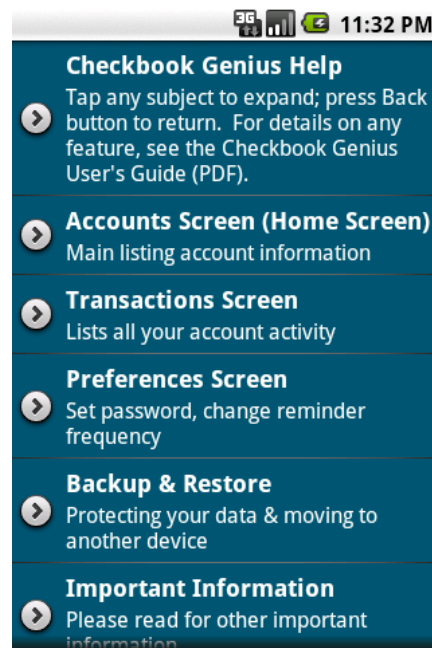 3G 11:32 PM
Checkbook Genius Help
Tap any subject to expand; press Back
button to return.  For details on any
feature, see the Checkbook Genius
User's Guide (PDF).
Accounts Screen (Home Screen)
Main listing account information
Transactions Screen
Lists all your account activity
Preferences Screen
Set password, change reminder
frequency
Backup & Restore
Protecting your data & moving to
another device
Important Information
Please read for other important
information